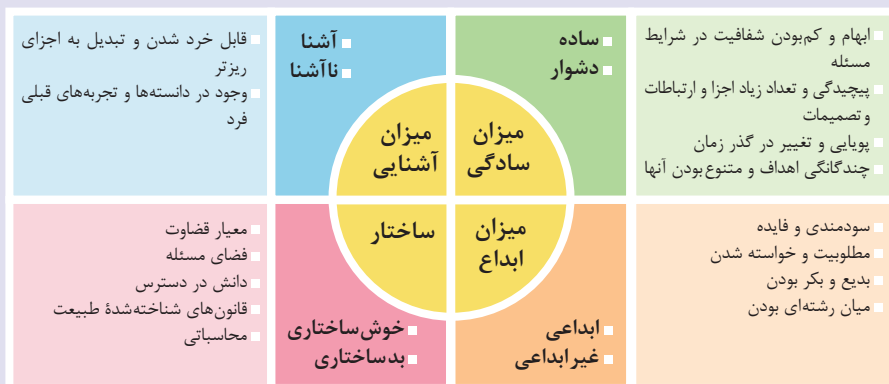 ابهام و کم‌بودن شفافیت در شرایط
مسئله
پیچیدگی و تعداد زیاد اجزا و ارتباطات
و تصمیمات
پویایی و تغییر در گذر زمان
چندگانگی اهداف و متنوع‌بودن آنها
ساده
دشوار
میزان
سادگی
آشنا
ناآشنا
میزان
آشنایی
قابل خرد شدن و تبدیل به اجزای
ریزتر
وجود در دانسته‌ها و تجربه‌های قبلی
فرد
سودمندی و فایده
مطلوبیت و خواسته شدن
بدیع و بکر بودن
میان رشته‌ای بودن
میزان
ابداع
ابداعی
غیرابداعی
ساختار
خوش‌ساختاری
بدساختاری
معیار قضاوت
فضای مسئله
دانش در دسترس
قانون‌های شناخته‌شدهٔ طبیعت
محاسباتی